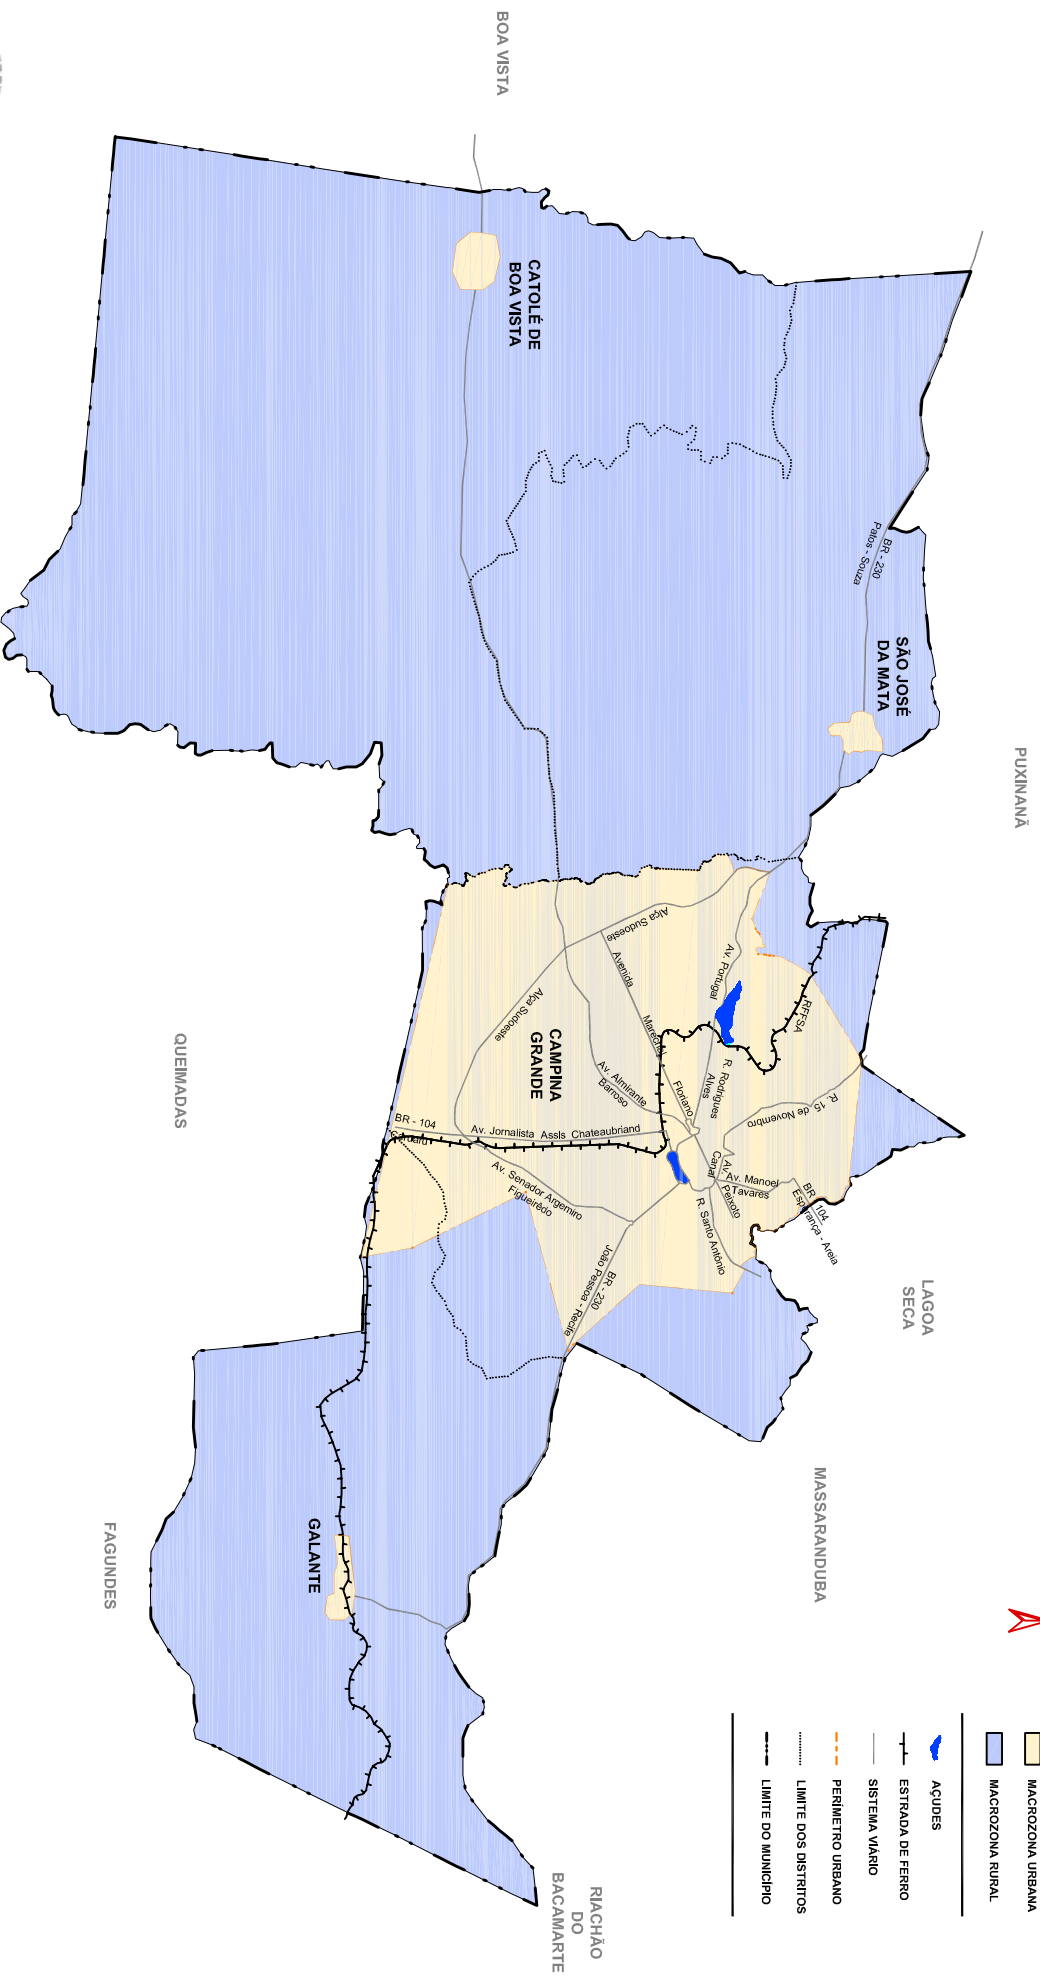 BOA VISTA
PUXINANÃ
CATOLÉ DE
BOA VISTA
BR - 230
Patos - Souza
SÃO JOSÉ
DA MATA
QUEIMADAS
CAMPINA
GRANDE
Alça Sudoeste
Alça Sudoeste
Avenida
Marechal
Floriano
Peixoto
Av. Portugal
RFFSA
R. Rodrigues
Alves
Av. Almirante
Barroso
R. 15 de Novembro
Canal
Av.
Av. Manoel
Tavares
BR - 104
Esperança - Areia
R. Santo Antônio
BR - 104
Caruaru
Av. Jornalista Assis Chateaubriand
Av. Senador Argemiro
Figueirêdo
BR - 230
João Pessoa - Recife
LAGOA
SECA
MASSARANDUBA
FAGUNDES
GALANTE
RIACHÃO
DO
BACAMARTE
MACROZONA URBANA
MACROZONA RURAL
AÇUDES
ESTRADA DE FERRO
SISTEMA VIÁRIO
PERÍMETRO URBANO
LIMITE DOS DISTRITOS
LIMITE DO MUNICÍPIO